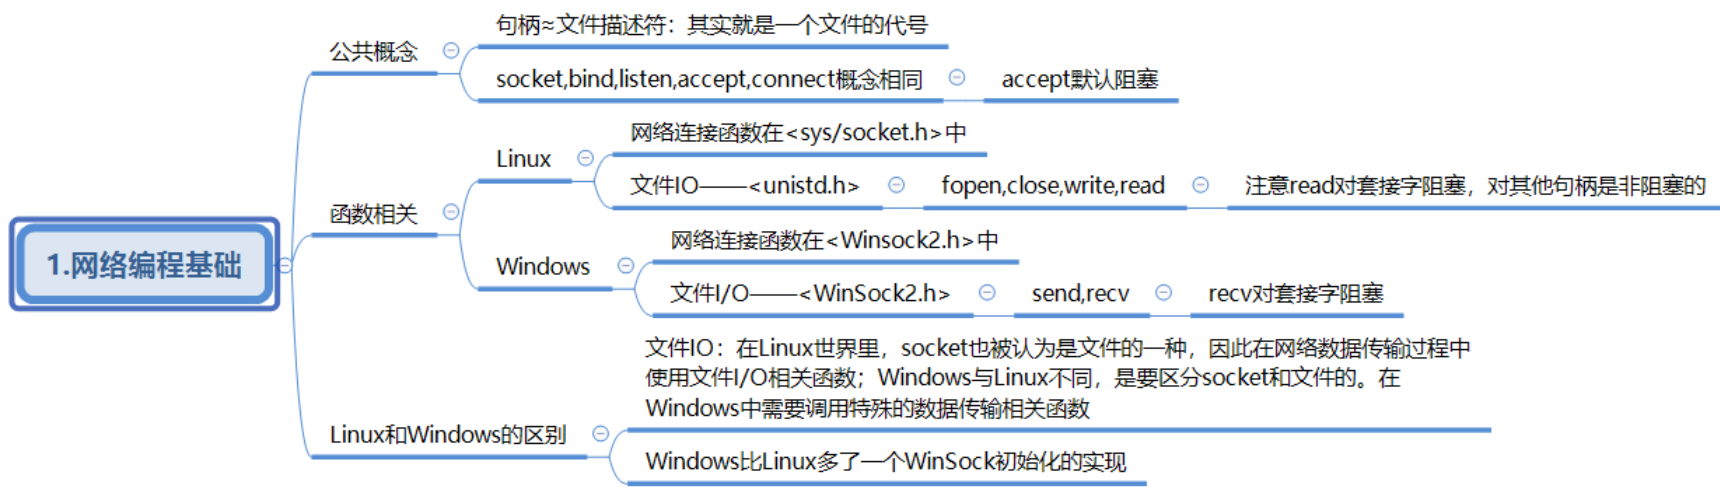 1.网络编程基础
公共概念
句柄≈文件描述符：其实就是一个文件的代号
socket,bind,listen,accept,connect概念相同
accept默认阻塞
函数相关
Linux
网络连接函数在<sys/socket.h>中
文件IO——<unistd.h>
fopen,close,write,read
注意read对套接字阻塞，对其他句柄是非阻塞的
Windows
网络连接函数在<Winsock2.h>中
文件I/O——<WinSock2.h>
send,recv
recv对套接字阻塞
Linux和Windows的区别
文件IO：在Linux世界里，socket也被认为是文件的一种，因此在网络数据传输过程中
使用文件I/O相关函数；Windows与Linux不同，是要区分socket和文件的。在
Windows中需要调用特殊的数据传输相关函数
Windows比Linux多了一个WinSock初始化的实现